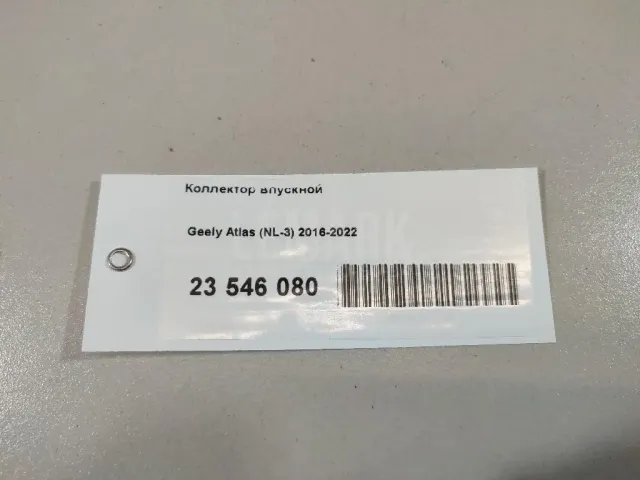 Коллектор впускной
Geely Atlas (NL-3) 2016-2022
23 546 080